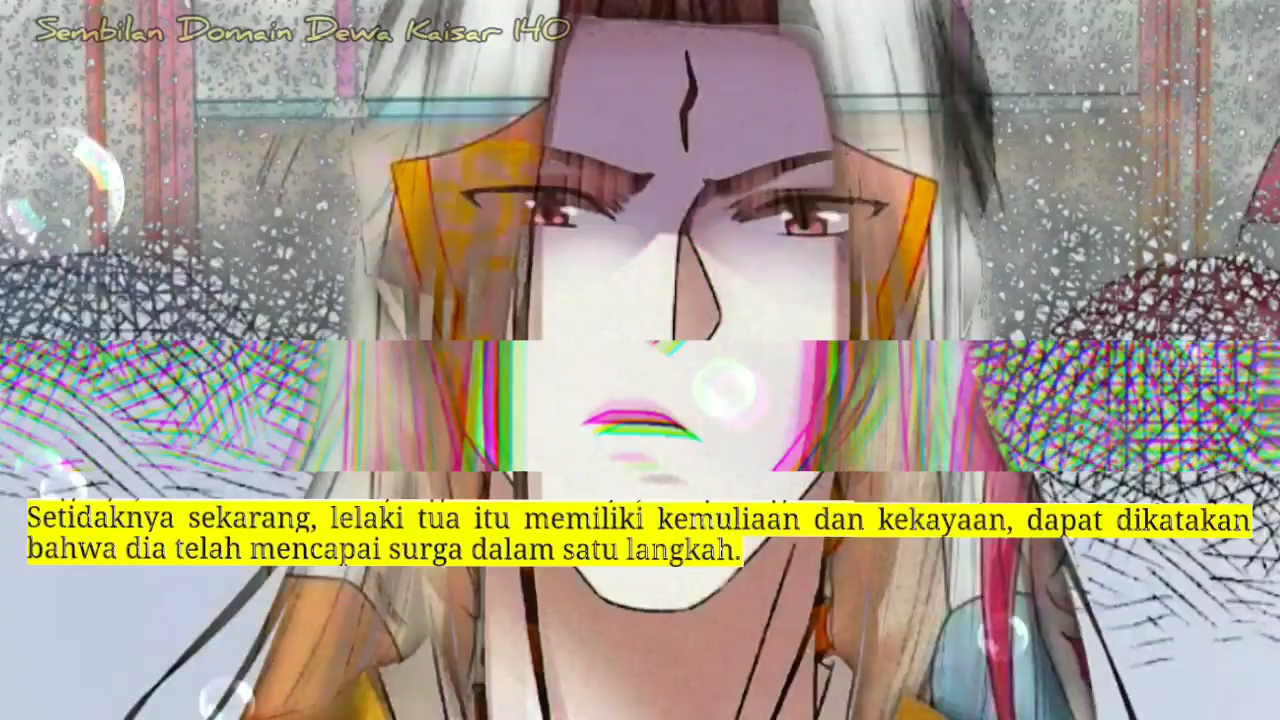 Sembilan Domain Dewa Kaisar 140
Setidaknya sekarang, lelaki tua itu memiliki kemuliaan dan kekayaan, dapat dikatakan
bahwa dia telah mencapai surga dalam satu langkah.